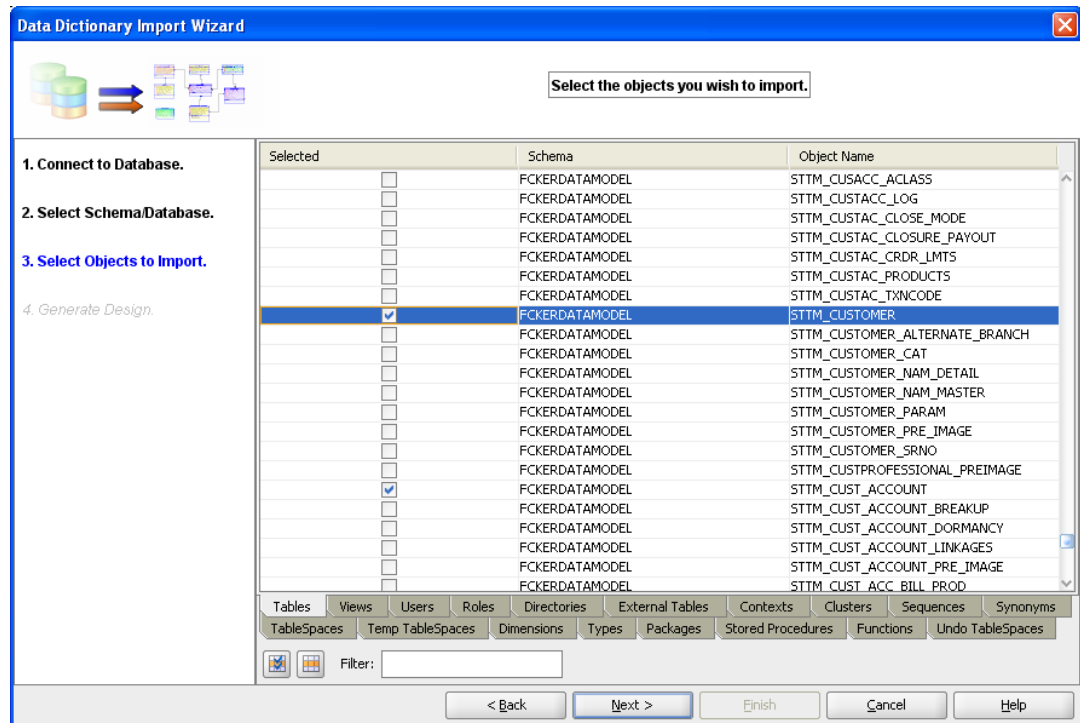 Data Dictionary Import Wizard
Select the objects you wish to import.
1. Connect to Database.
2. Select Schema/Database.
3. Select Objects to Import.
4. Generate Design.
Selected Schema Object Name
FCKERDATAMODEL STTM_CUSACC_ACLASS
FCKERDATAMODEL STTM_CUSTACC_LOG
FCKERDATAMODEL STTM_CUSTAC_CLOSE_MODE
FCKERDATAMODEL STTM_CUSTAC_CLOSURE_PAYOUT
FCKERDATAMODEL STTM_CUSTAC_CRDR_LMTS
FCKERDATAMODEL STTM_CUSTAC_PRODUCTS
FCKERDATAMODEL STTM_CUSTAC_TXNCODE
FCKERDATAMODEL STTM_CUSTOMER
FCKERDATAMODEL STTM_CUSTOMER_ALTERNATE_BRANCH
FCKERDATAMODEL STTM_CUSTOMER_CAT
FCKERDATAMODEL STTM_CUSTOMER_NAM_DETAIL
FCKERDATAMODEL STTM_CUSTOMER_NAM_MASTER
FCKERDATAMODEL STTM_CUSTOMER_PARAM
FCKERDATAMODEL STTM_CUSTOMER_PRE_IMAGE
FCKERDATAMODEL STTM_CUSTOMER_SRNO
FCKERDATAMODEL STTM_CUSTPROFESSIONAL_PREIMAGE
FCKERDATAMODEL STTM_CUST_ACCOUNT
FCKERDATAMODEL STTM_CUST_ACCOUNT_BREAKUP
FCKERDATAMODEL STTM_CUST_ACCOUNT_DORMANCY
FCKERDATAMODEL STTM_CUST_ACCOUNT_LINKAGES
FCKERDATAMODEL STTM_CUST_ACCOUNT_PRE_IMAGE
FCKERDATAMODEL STTM_CUST_ACC_BILL_PROD
Tables Views Users Roles Directories External Tables Contexts Clusters Sequences Synonyms
TableSpaces Temp TableSpaces Dimensions Types Packages Stored Procedures Functions Undo TableSpaces
Filter:
< Back Next > Finish Cancel Help